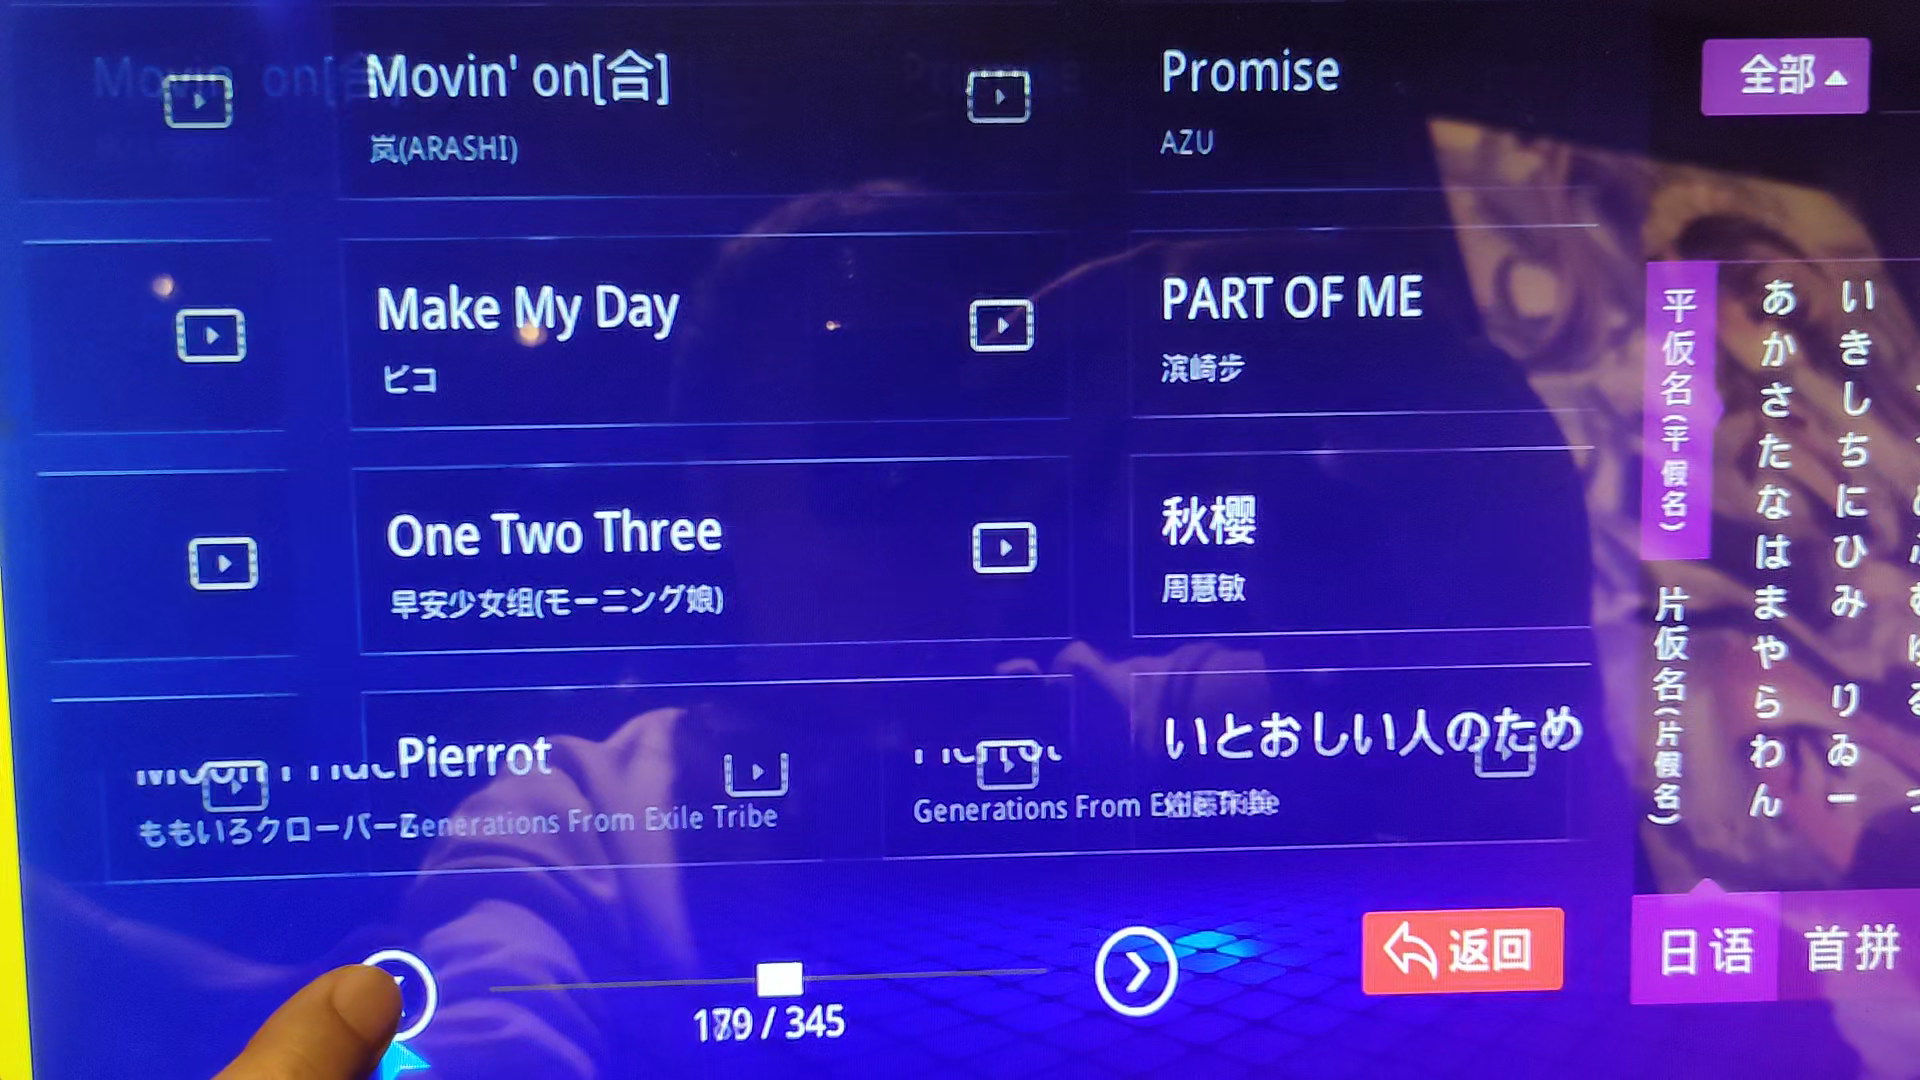 Movin' on[合]
岚(ARASHI)
Promise
AZU
全部
Make My Day
ビコ
PART OF ME
滨崎步
One Two Three
早安少女组(モーニング娘)
秋樱
周慧敏
Pierrot
Generations From Exile Tribe
ももいろクローバーZ
Generations From Exile Tribe
いとおしい人のため
平仮名(平假名)
片仮名(片假名)
あかさたなはまやらわん
いきしちにひみ りゐー
179 / 345
返回
日语
首拼